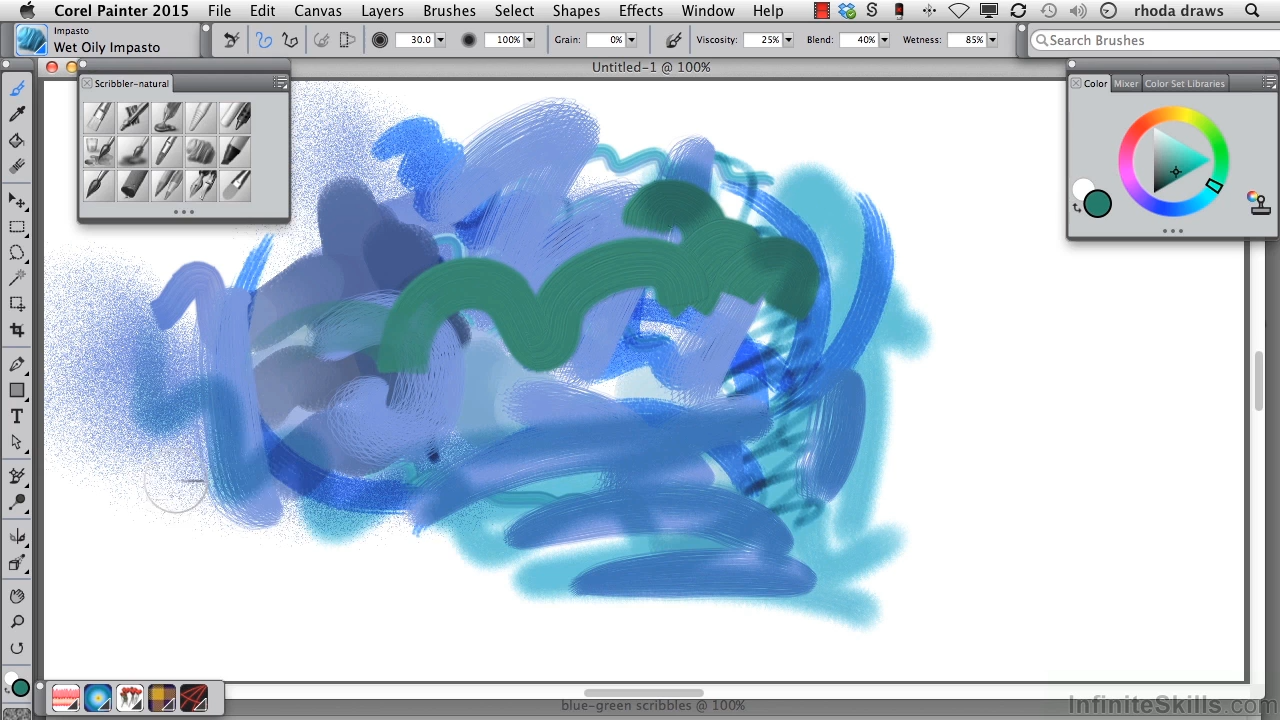 Corel Painter 2015 File Edit Canvas Layers Brushes Select Shapes Effects Window Help rhoda draws
Impasto
Wet Oily Impasto
30.0 100% Grain: 0% Viscosity: 25% Blend: 40% Wetness: 85% Search Brushes
Untitled-1 @ 100%
Scribbler-natural
Color Mixer Color Set Libraries
T
blue-green scribbles @ 100%
InfiniteSkills.com